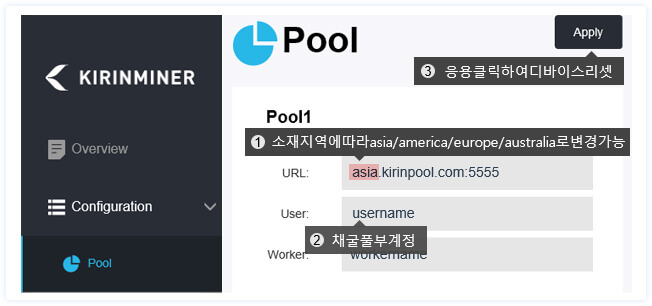 KIRINMINER
Overview
Configuration
Pool
Pool
Apply
❸ 응용클릭하여디바이스리셋
Pool1
❶ 소재지역에따라asia/america/europe/australia로변경가능
URL: asia.kirinpool.com:5555
User: username
❷ 채굴풀부계정
Worker: workername